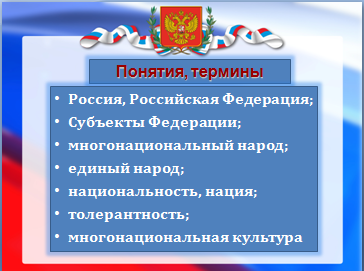 Понятия, термины
• Россия, Российская Федерация;
• Субъекты Федерации;
• многонациональный народ;
• единый народ;
• национальность, нация;
• толерантность;
• многонациональная культура